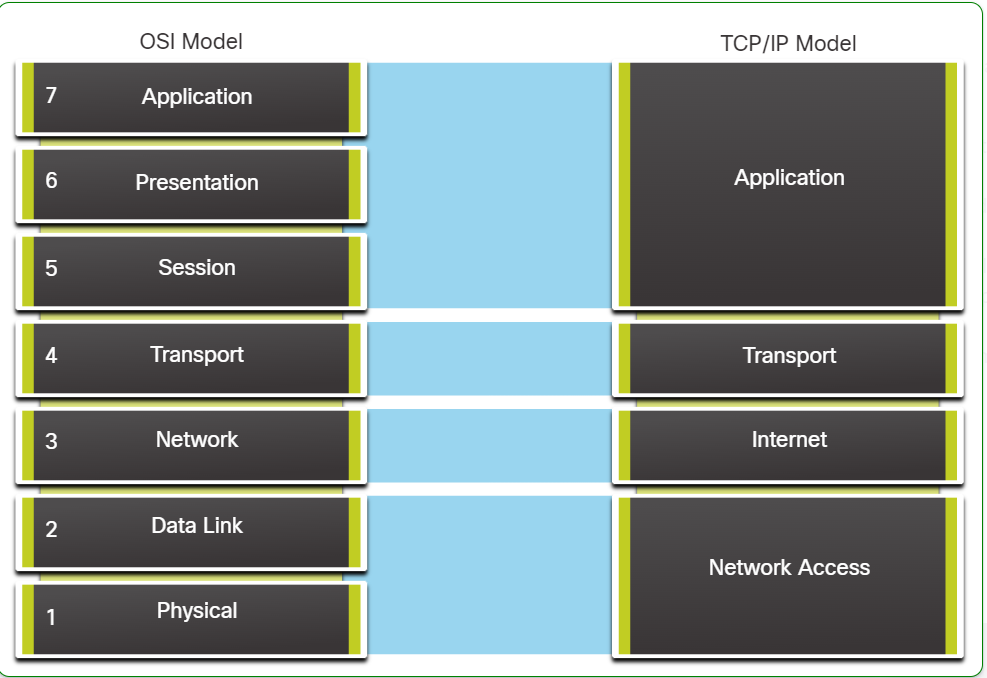 OSI Model
TCP/IP Model
7 Application
6 Presentation
5 Session
4 Transport
3 Network
2 Data Link
1 Physical
Application
Transport
Internet
Network Access